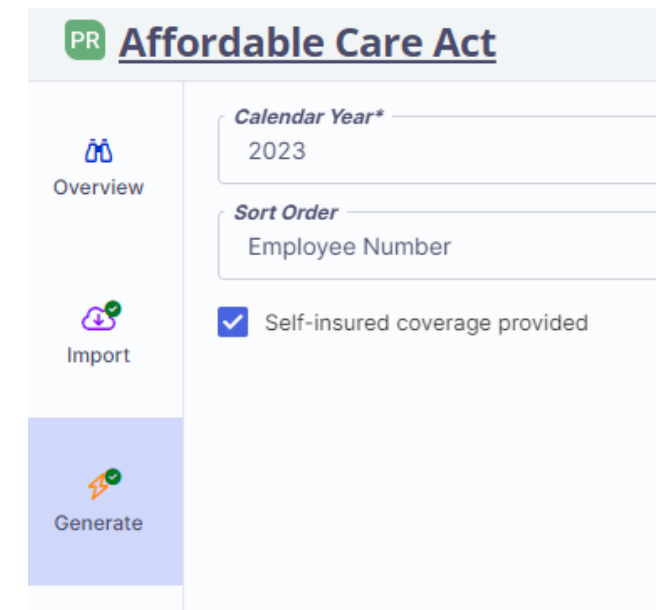 PR Affordable Care Act
Overview
Import
Generate
Calendar Year*
2023
Sort Order
Employee Number
Self-insured coverage provided